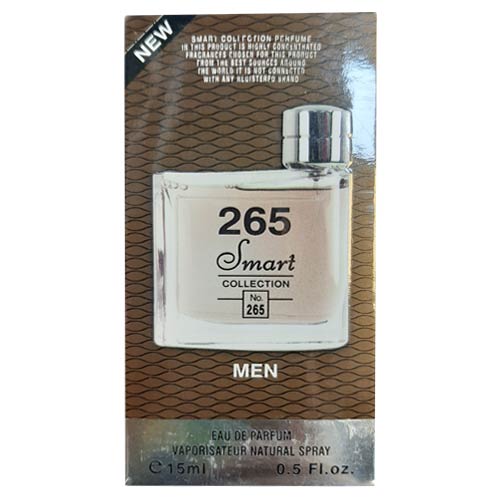 NEW
SMART COLLECTION PERFUME
IN THIS PRODUCT IS HIGHLY CONCENTRATED
FRAGRANCES CHOSEN FOR THIS PRODUCT
FROM THE BEST SOURCES AROUND
THE WORLD IT IS NOT CONNECTED
WITH ANY REGISTERED BRAND
265
Smart
COLLECTION
No.
265
MEN
EAU DE PARFUM
VAPORISATEUR NATURAL SPRAY
℮15ml 0.5 Fl.oz.